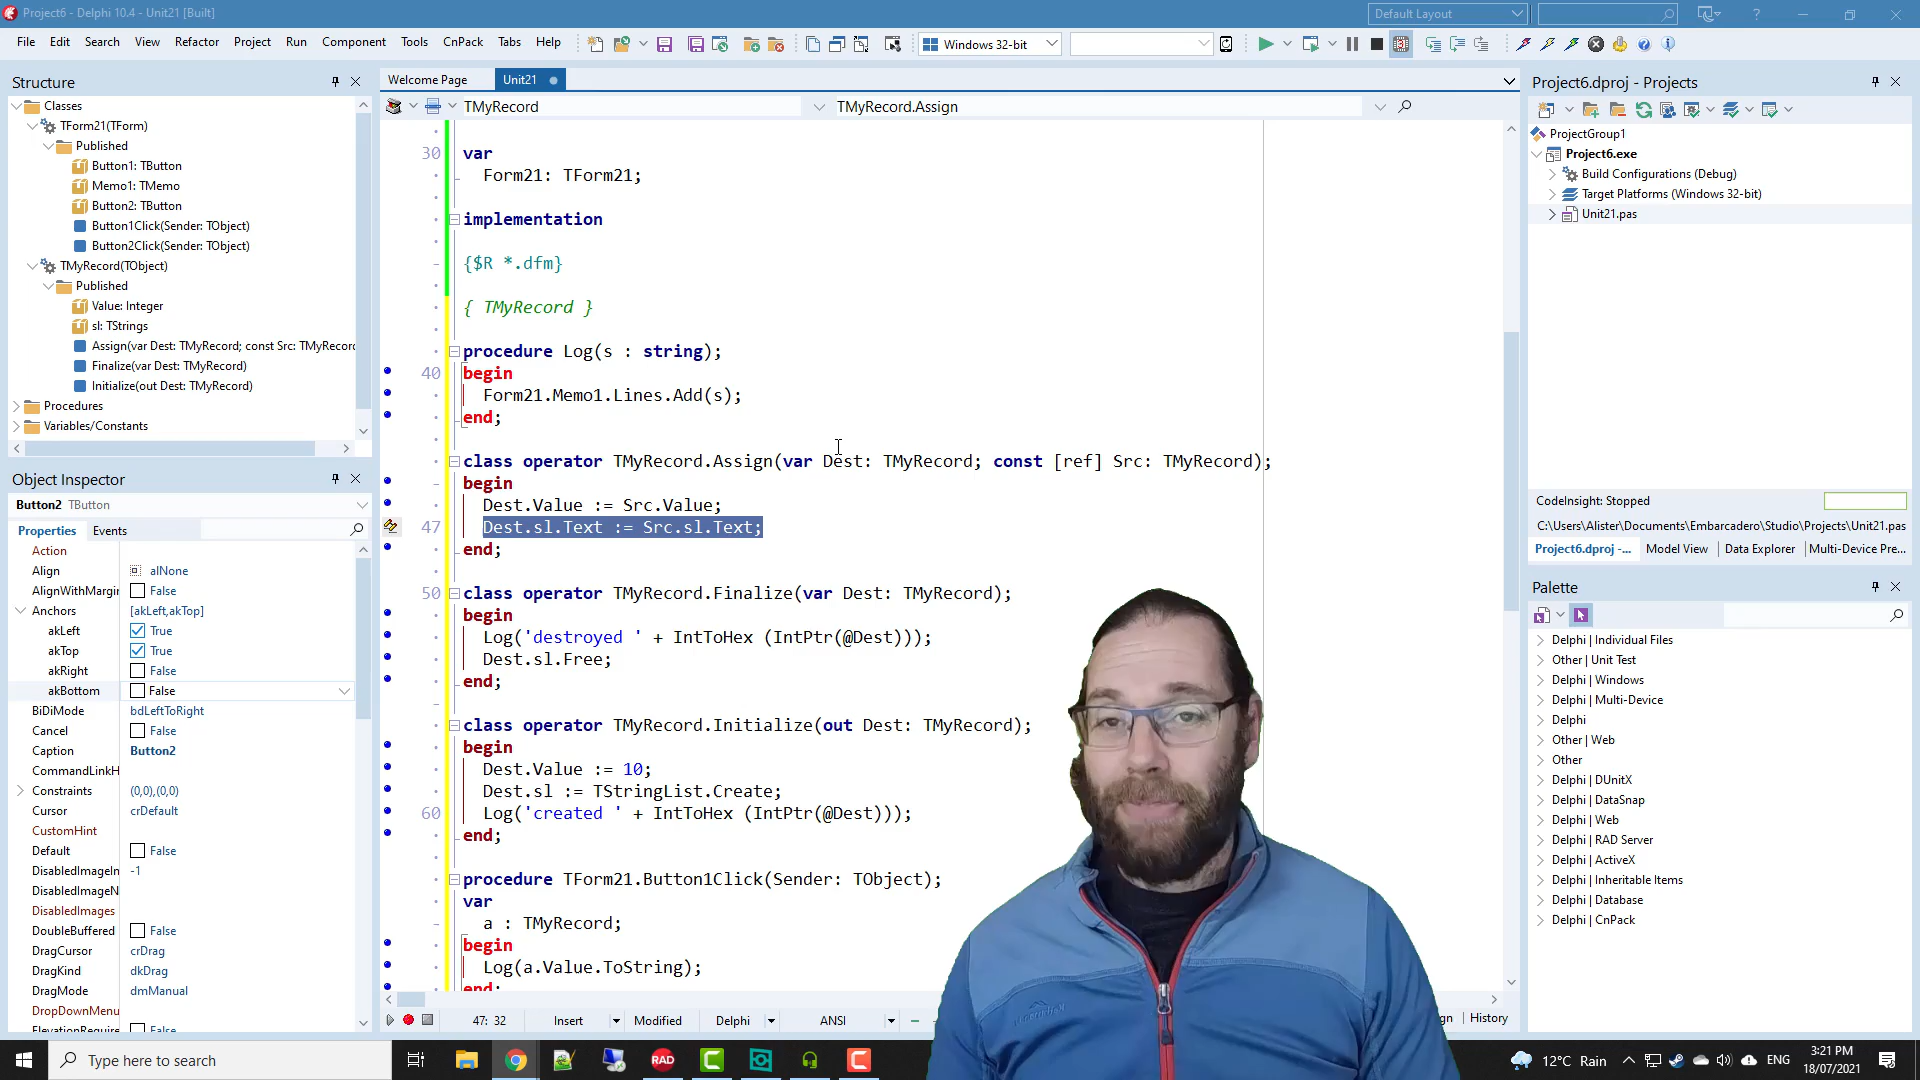 Project6 - Delphi 10.4 - Unit21 [Built]
Default Layout
File Edit Search View Refactor Project Run Component Tools CnPack Tabs Help
Windows 32-bit
Structure
Classes
TForm21(TForm)
Published
Button1: TButton
Memo1: TMemo
Button2: TButton
Button1Click(Sender: TObject)
Button2Click(Sender: TObject)
TMyRecord(TObject)
Published
Value: Integer
sl: TStrings
Assign(var Dest: TMyRecord; const Src: TMyRecord
Finalize(var Dest: TMyRecord)
Initialize(out Dest: TMyRecord)
Procedures
Variables/Constants
Object Inspector
Button2 TButton
Properties Events
Action
Align alNone
AlignWithMargir False
Anchors [akLeft,akTop]
akLeft True
akTop True
akRight False
akBottom False
BiDiMode bdLeftToRight
Cancel False
Caption Button2
CommandLinkH
Constraints (0,0),(0,0)
Cursor crDefault
CustomHint
Default False
DisabledImageIn -1
DisabledImageN
DisabledImages
DoubleBuffered False
DragCursor crDrag
DragKind dkDrag
DragMode dmManual
DropDownMenu
ElevationRequire False
Welcome Page Unit21
TMyRecord TMyRecord.Assign
30 var
Form21: TForm21;
implementation
{$R *.dfm}
{ TMyRecord }
procedure Log(s : string);
40 begin
Form21.Memo1.Lines.Add(s);
end;
class operator TMyRecord.Assign(var Dest: TMyRecord; const [ref] Src: TMyRecord);
begin
Dest.Value := Src.Value;
47 Dest.sl.Text := Src.sl.Text;
end;
50 class operator TMyRecord.Finalize(var Dest: TMyRecord);
begin
Log('destroyed ' + IntToHex (IntPtr(@Dest)));
Dest.sl.Free;
end;
class operator TMyRecord.Initialize(out Dest: TMyRecord);
begin
Dest.Value := 10;
Dest.sl := TStringList.Create;
60 Log('created ' + IntToHex (IntPtr(@Dest)));
end;
procedure TForm21.Button1Click(Sender: TObject);
var
a : TMyRecord;
begin
Log(a.Value.ToString);
end;
47: 32 Insert Modified Delphi ANSI
gn History
Project6.dproj - Projects
ProjectGroup1
Project6.exe
Build Configurations (Debug)
Target Platforms (Windows 32-bit)
Unit21.pas
CodeInsight: Stopped
C:\Users\Alister\Documents\Embarcadero\Studio\Projects\Unit21.pas
Project6.dproj -... Model View Data Explorer Multi-Device Pre...
Palette
Delphi | Individual Files
Other | Unit Test
Delphi | Windows
Delphi | Multi-Device
Delphi
Other | Web
Other
Delphi | DUnitX
Delphi | DataSnap
Delphi | Web
Delphi | RAD Server
Delphi | ActiveX
Delphi | Inheritable Items
Delphi | Database
Delphi | CnPack
Type here to search
RAD
12°C Rain
ENG
3:21 PM
18/07/2021